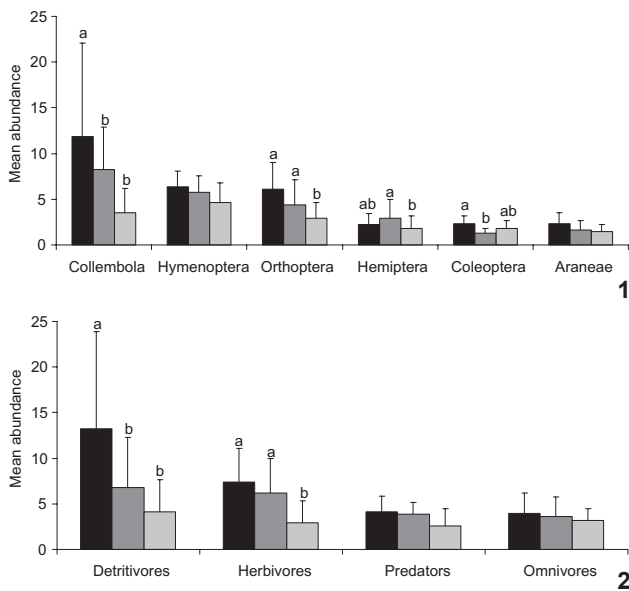 25
20
15
10
5
0
Mean abundance
a
b
b
a
a
b
ab
a
b
a
b
ab
Collembola Hymenoptera Orthoptera Hemiptera Coleoptera Araneae
1
25
20
15
10
5
0
Mean abundance
a
b
b
a
a
b
Detritivores Herbivores Predators Omnivores
2